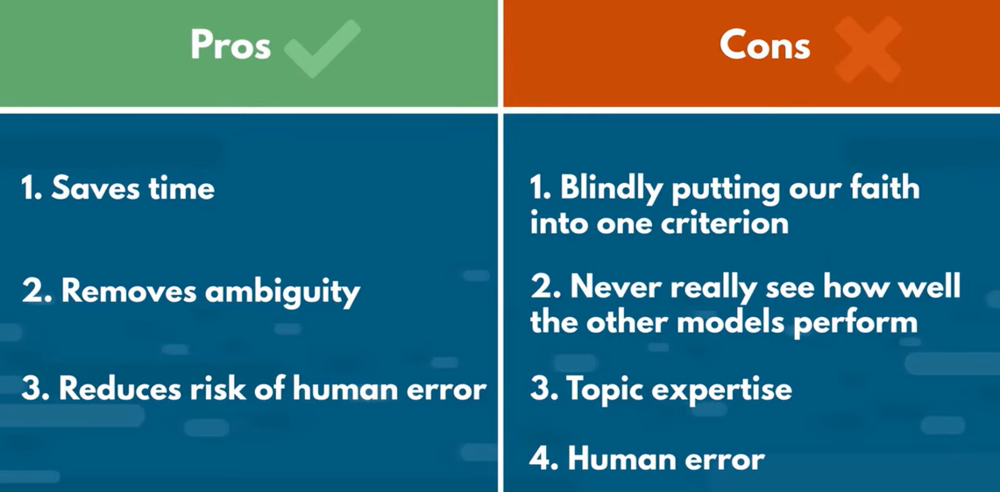 Pros
Cons
1. Saves time
2. Removes ambiguity
3. Reduces risk of human error
1. Blindly putting our faith
into one criterion
2. Never really see how well
the other models perform
3. Topic expertise
4. Human error